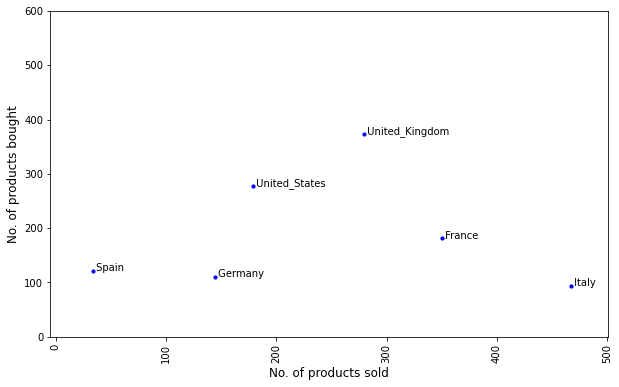 600
500
400
300
200
100
0
No. of products bought
United_Kingdom
United_States
France
Spain
Germany
Italy
0
100
200
300
400
500
No. of products sold